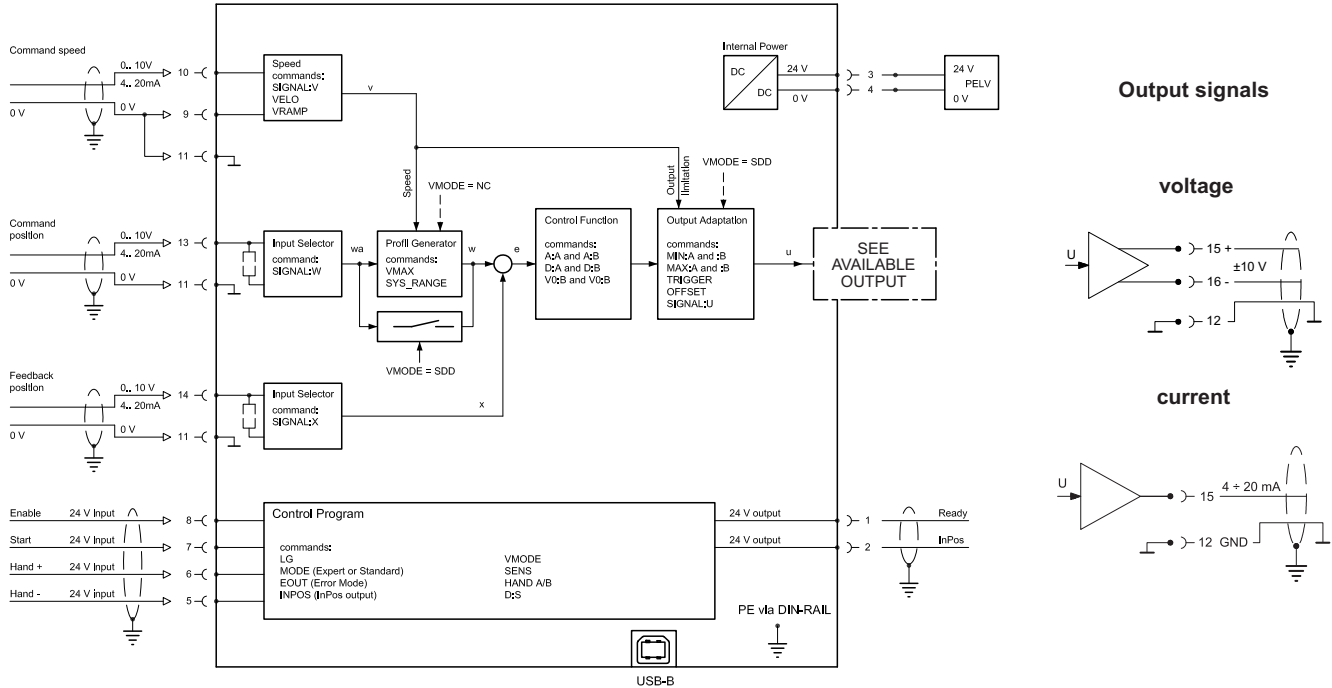 Command speed
0.. 10V
4.. 20mA
0 V
0 V
10
9
11
Speed
commands:
SIGNAL:V
VELO
VRAMP
v
Internal Power
DC
DC
24 V
0 V
3
4
24 V
PELV
0 V
Speed
VMODE = NC
Output
limitation
VMODE = SDD
Command
position
0.. 10V
4.. 20mA
0 V
0 V
13
11
Input Selector
command:
SIGNAL:W
wa
Profil Generator
commands:
VMAX
SYS_RANGE
w
e
VMODE = SDD
Control Function
commands:
A:A and A:B
D:A and D:B
V0:B and V0:B
Output Adaptation
commands:
MIN:A and :B
MAX:A and :B
TRIGGER
OFFSET
SIGNAL:U
u
SEE
AVAILABLE
OUTPUT
Feedback
position
0.. 10 V
4.. 20mA
0 V
0 V
14
11
Input Selector
command:
SIGNAL:X
x
Enable 24 V Input 8
Start 24 V Input 7
Hand + 24 V Input 6
Hand - 24 V Input 5
Control Program
commands:
LG
MODE (Expert or Standard)
EOUT (Error Mode)
INPOS (InPos output)
VMODE
SENS
HAND A/B
D:S
24 V output 1 Ready
24 V output 2 InPos
PE via DIN-RAIL
USB-B
Output signals
voltage
U
15 +
±10 V
16 -
12
current
U
15
4 ÷ 20 mA
12 GND